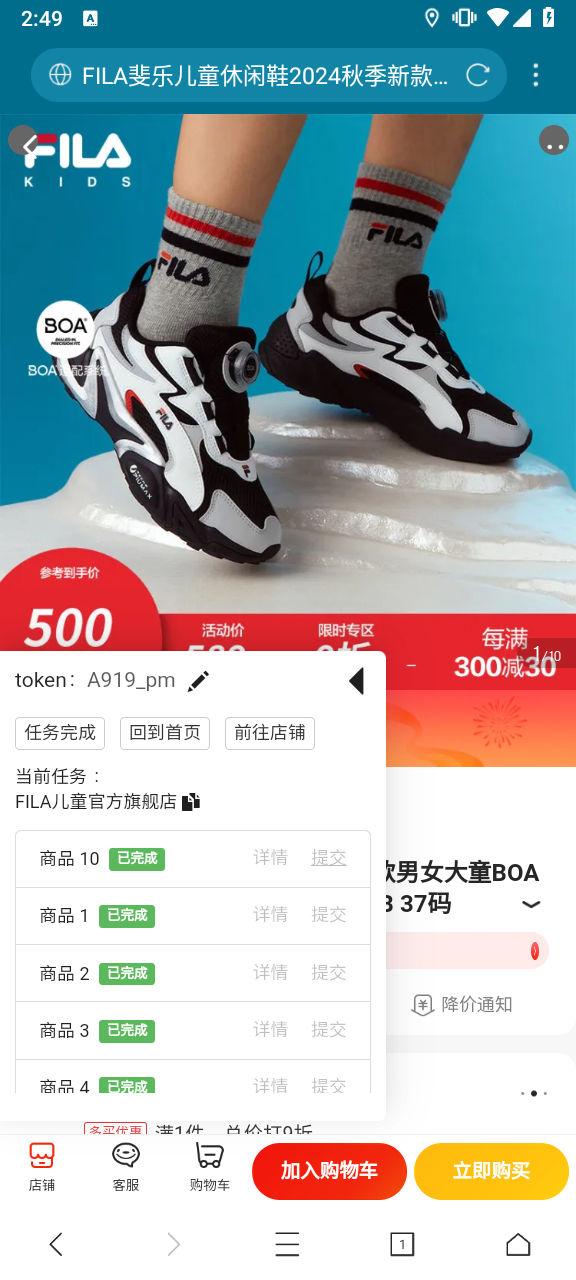 2:49
FILA斐乐儿童休闲鞋2024秋季新款...
FILA
KIDS
FILA
FILA
BOA
BOA适配系统
FILA
参考到手价
500
活动价
限时专区
每满
300减30
1/10
token： A919_pm
任务完成 回到首页 前往店铺
当前任务：
FILA儿童官方旗舰店
商品 10 已完成 详情 提交
商品 1 已完成 详情 提交
商品 2 已完成 详情 提交
商品 3 已完成 详情 提交
商品 4 已完成 详情 提交
款男女大童BOA
37码
降价通知
多买优惠 满1件，总价打9折
店铺 客服 购物车 加入购物车 立即购买
1